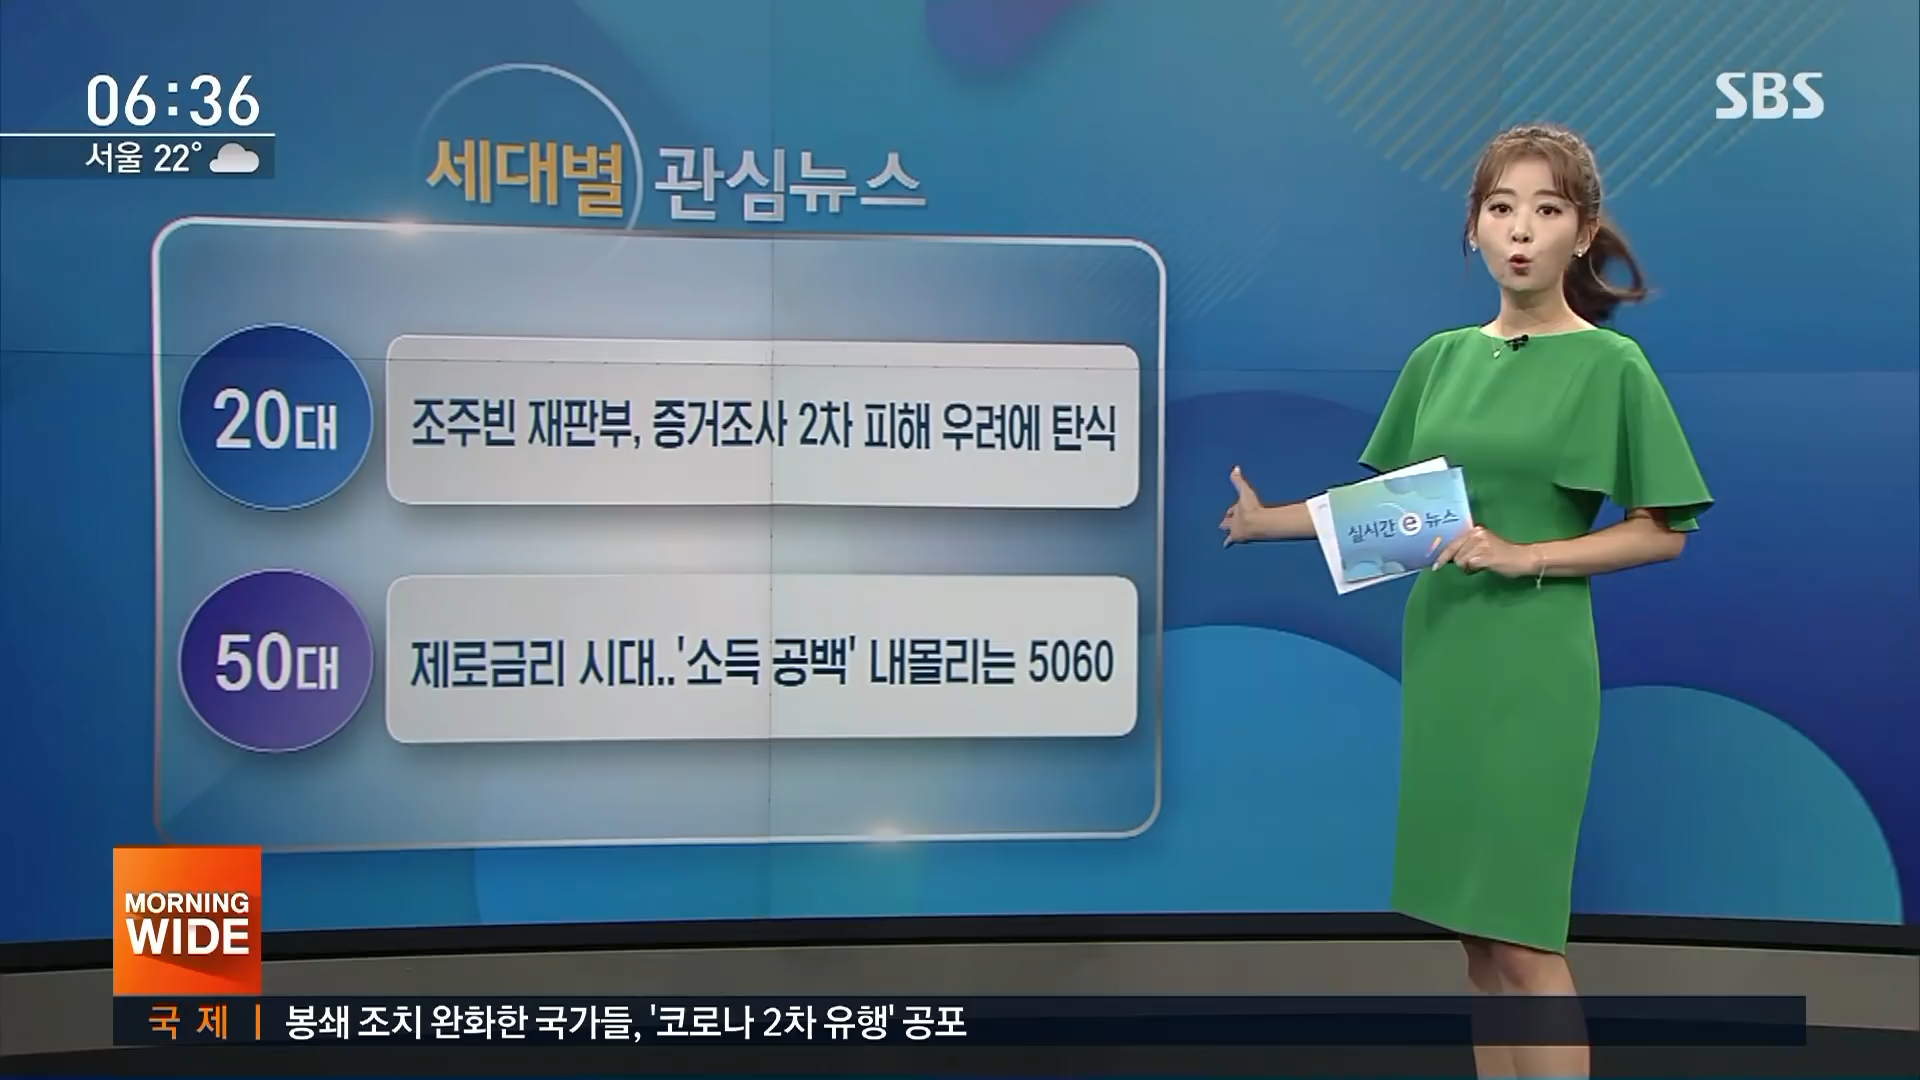 06:36
서울 22°
SBS
세대별 관심뉴스
20대
조주빈 재판부, 증거조사 2차 피해 우려에 탄식
50대
제로금리 시대..'소득 공백' 내몰리는 5060
실시간 e 뉴스
MORNING
WIDE
국제 | 봉쇄 조치 완화한 국가들, '코로나 2차 유행' 공포